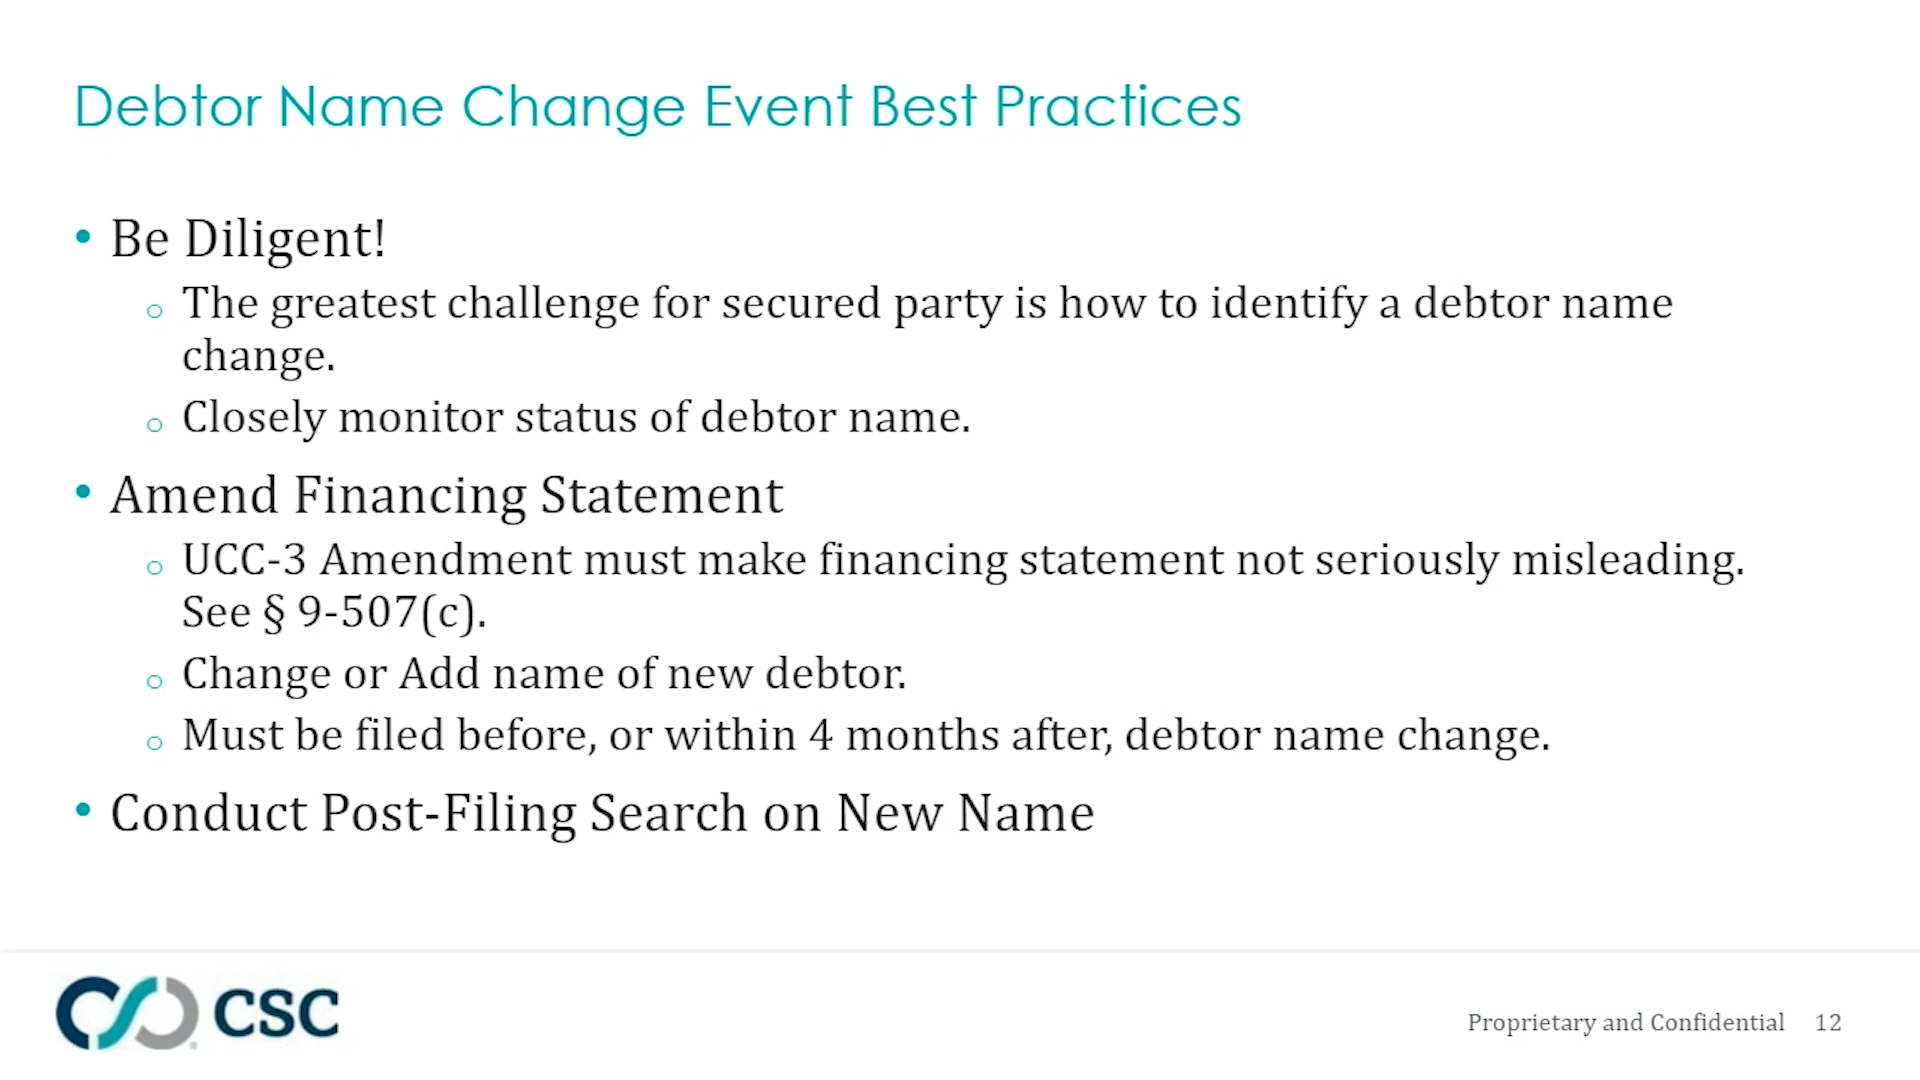 Debtor Name Change Event Best Practices
• Be Diligent!
o The greatest challenge for secured party is how to identify a debtor name
change.
o Closely monitor status of debtor name.
• Amend Financing Statement
o UCC-3 Amendment must make financing statement not seriously misleading.
See § 9-507(c).
o Change or Add name of new debtor.
o Must be filed before, or within 4 months after, debtor name change.
• Conduct Post-Filing Search on New Name
CSC
Proprietary and Confidential 12